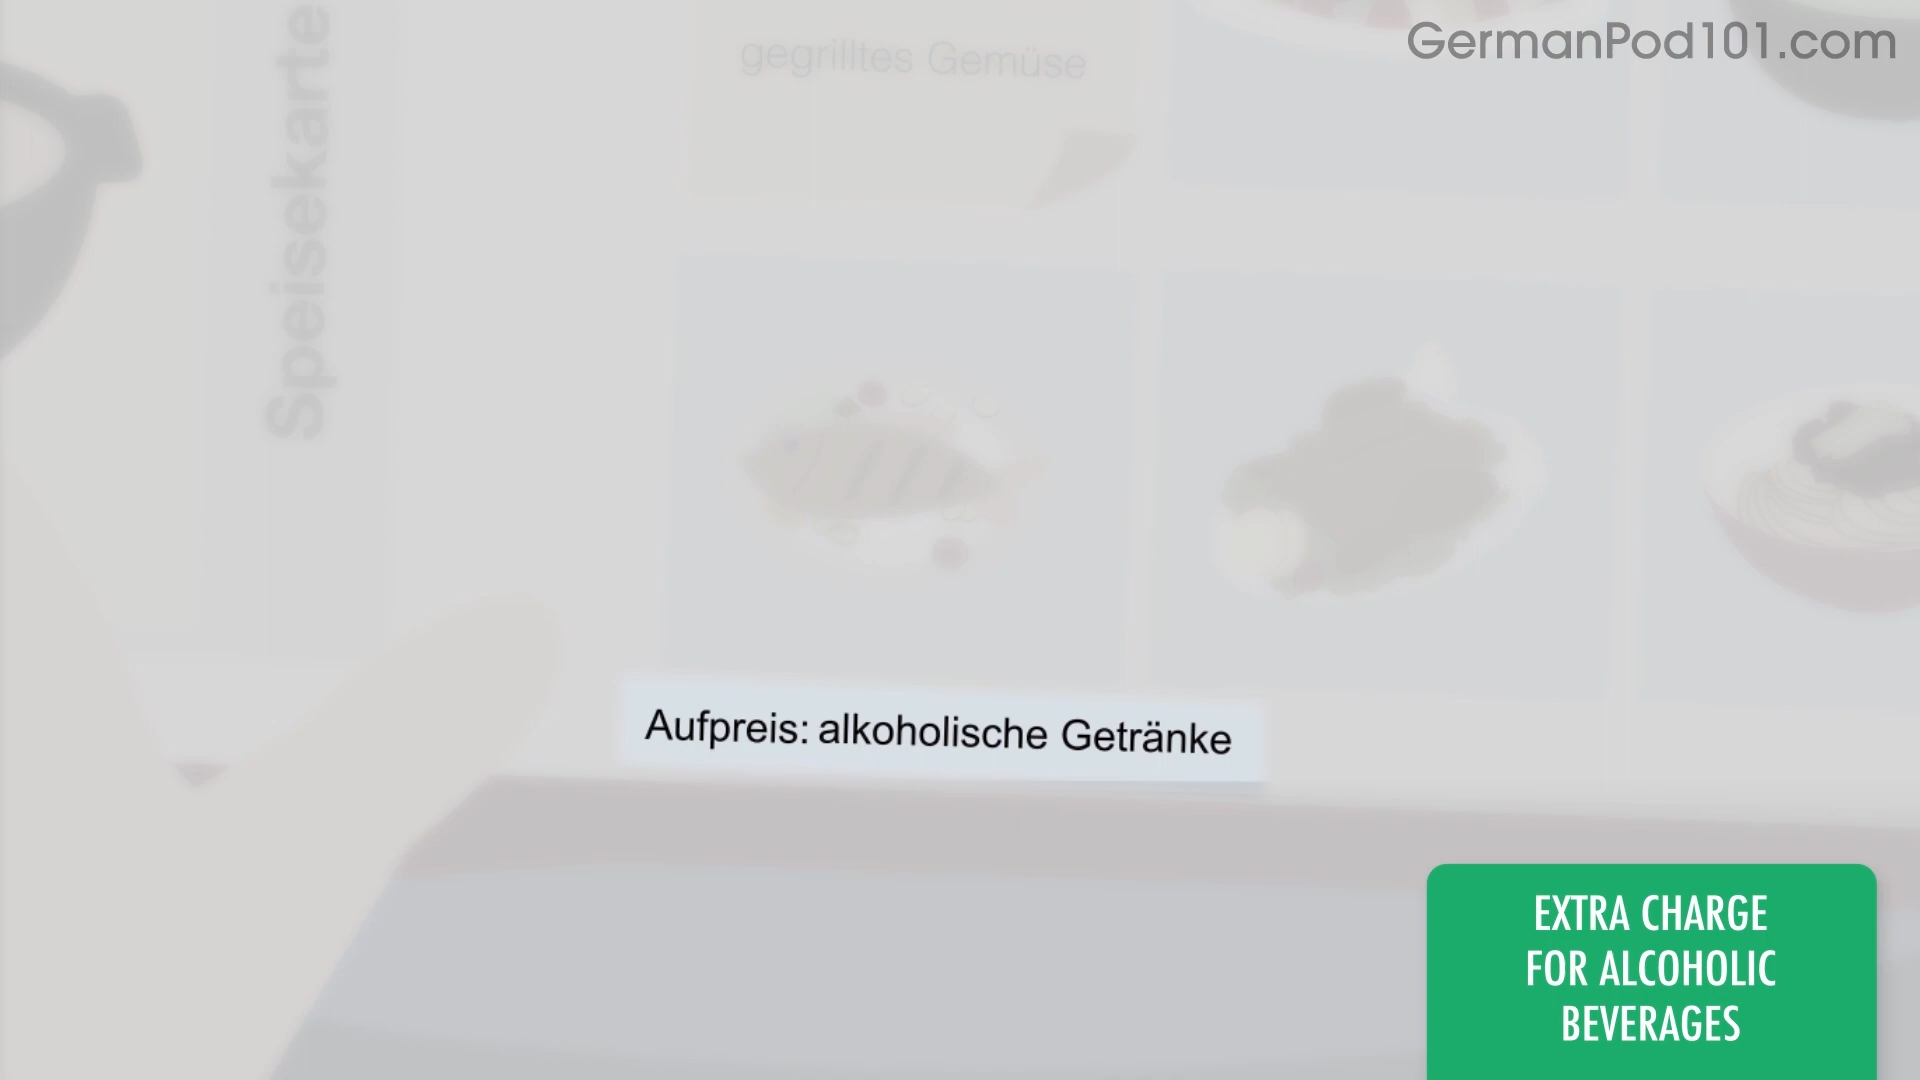 GermanPod101.com
gegrilltes Gemüse
Speisekarte
Aufpreis: alkoholische Getränke
EXTRA CHARGE
FOR ALCOHOLIC
BEVERAGES